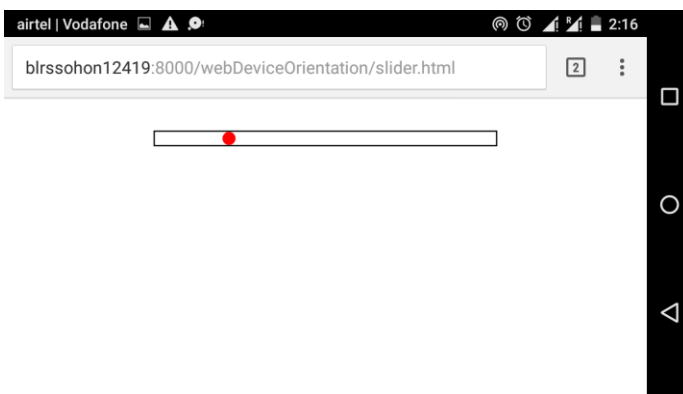 airtel | Vodafone R 2:16
blrssohon12419:8000/webDeviceOrientation/slider.html 2